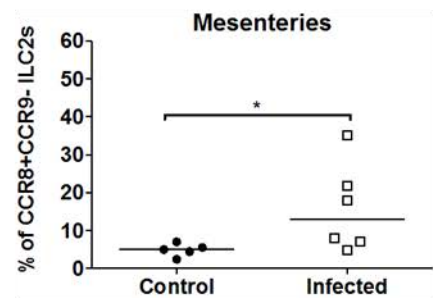 Mesenteries
% of CCR8+CCR9- ILC2s
60
50
40
30
20
10
0
*
Control Infected